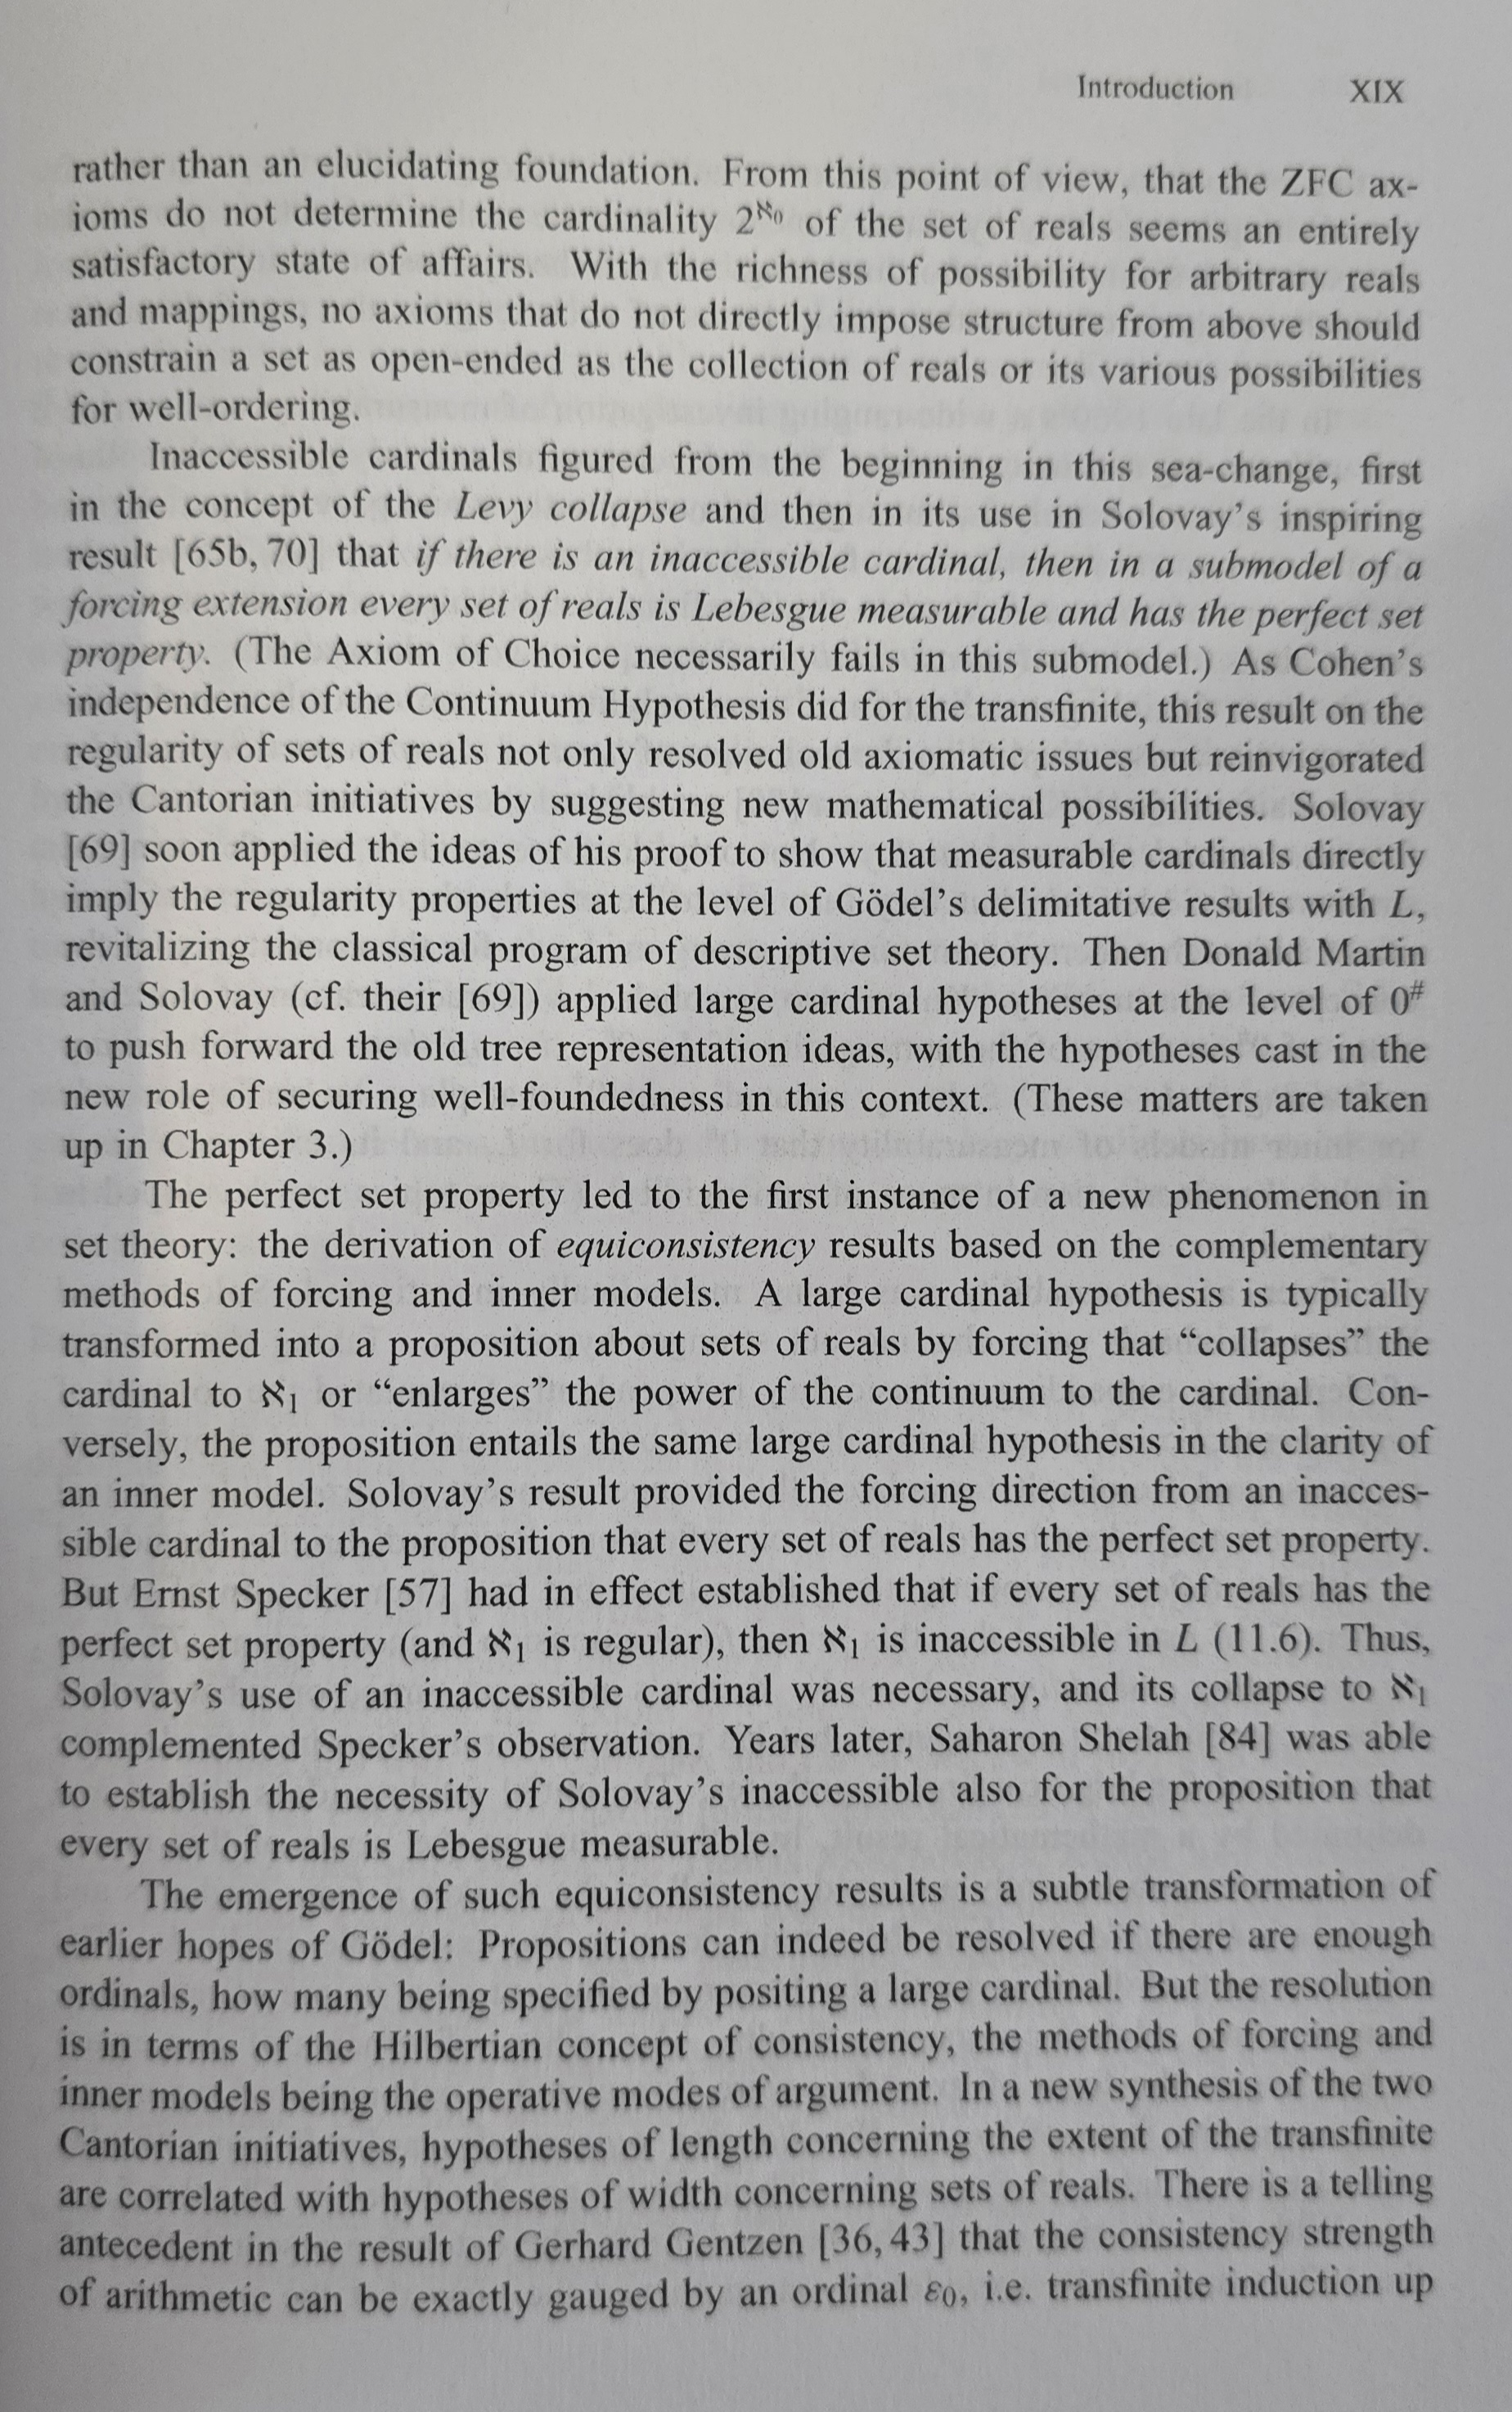 Introduction XIX
rather than an elucidating foundation. From this point of view, that the ZFC ax-
ioms do not determine the cardinality 2^ℵ₀ of the set of reals seems an entirely
satisfactory state of affairs. With the richness of possibility for arbitrary reals
and mappings, no axioms that do not directly impose structure from above should
constrain a set as open-ended as the collection of reals or its various possibilities
for well-ordering.
Inaccessible cardinals figured from the beginning in this sea-change, first
in the concept of the Levy collapse and then in its use in Solovay's inspiring
result [65b, 70] that if there is an inaccessible cardinal, then in a submodel of a
forcing extension every set of reals is Lebesgue measurable and has the perfect set
property. (The Axiom of Choice necessarily fails in this submodel.) As Cohen's
independence of the Continuum Hypothesis did for the transfinite, this result on the
regularity of sets of reals not only resolved old axiomatic issues but reinvigorated
the Cantorian initiatives by suggesting new mathematical possibilities. Solovay
[69] soon applied the ideas of his proof to show that measurable cardinals directly
imply the regularity properties at the level of Gödel's delimitative results with L,
revitalizing the classical program of descriptive set theory. Then Donald Martin
and Solovay (cf. their [69]) applied large cardinal hypotheses at the level of 0^#
to push forward the old tree representation ideas, with the hypotheses cast in the
new role of securing well-foundedness in this context. (These matters are taken
up in Chapter 3.)
The perfect set property led to the first instance of a new phenomenon in
set theory: the derivation of equiconsistency results based on the complementary
methods of forcing and inner models. A large cardinal hypothesis is typically
transformed into a proposition about sets of reals by forcing that “collapses” the
cardinal to ℵ₁ or “enlarges” the power of the continuum to the cardinal. Con-
versely, the proposition entails the same large cardinal hypothesis in the clarity of
an inner model. Solovay's result provided the forcing direction from an inacces-
sible cardinal to the proposition that every set of reals has the perfect set property.
But Ernst Specker [57] had in effect established that if every set of reals has the
perfect set property (and ℵ₁ is regular), then ℵ₁ is inaccessible in L (11.6). Thus,
Solovay's use of an inaccessible cardinal was necessary, and its collapse to ℵ₁
complemented Specker's observation. Years later, Saharon Shelah [84] was able
to establish the necessity of Solovay's inaccessible also for the proposition that
every set of reals is Lebesgue measurable.
The emergence of such equiconsistency results is a subtle transformation of
earlier hopes of Gödel: Propositions can indeed be resolved if there are enough
ordinals, how many being specified by positing a large cardinal. But the resolution
is in terms of the Hilbertian concept of consistency, the methods of forcing and
inner models being the operative modes of argument. In a new synthesis of the two
Cantorian initiatives, hypotheses of length concerning the extent of the transfinite
are correlated with hypotheses of width concerning sets of reals. There is a telling
antecedent in the result of Gerhard Gentzen [36, 43] that the consistency strength
of arithmetic can be exactly gauged by an ordinal ε₀, i.e. transfinite induction up